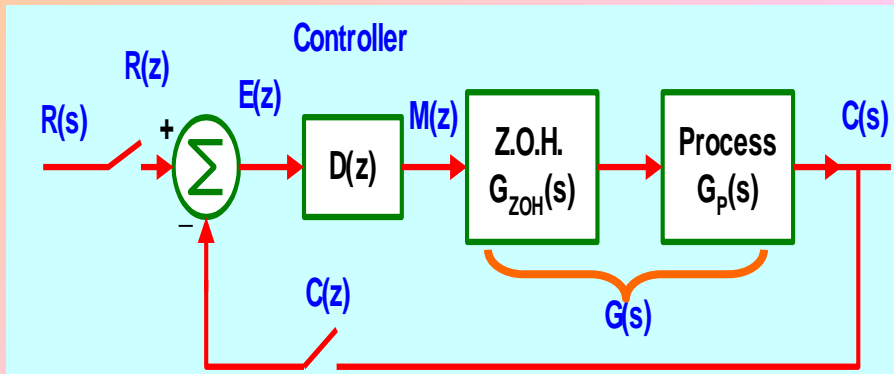 Controller
R(z)
E(z)
M(z)
R(s)
C(s)
+
Σ
−
D(z)
Z.O.H.
G_ZOH(s)
Process
G_P(s)
C(z)
G(s)